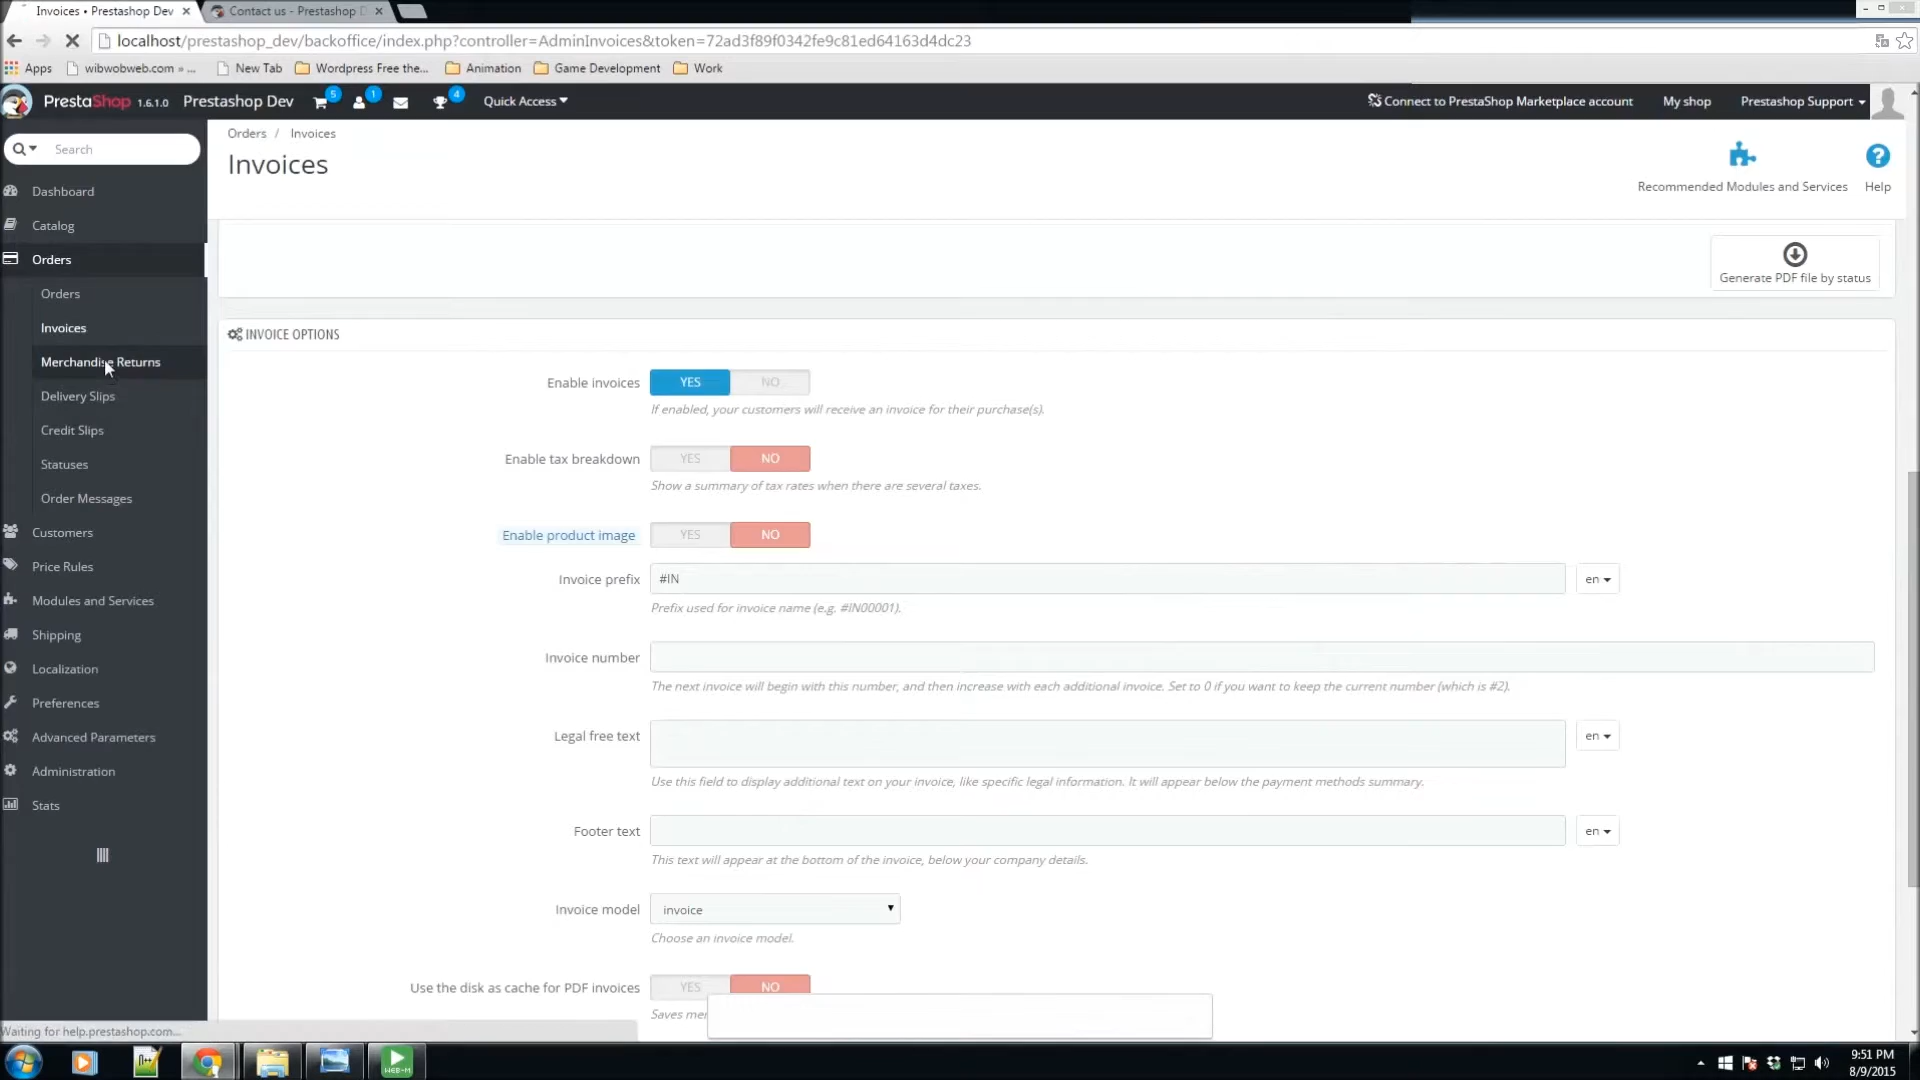 Invoices • Prestashop Dev
Contact us - Prestashop D
localhost/prestashop_dev/backoffice/index.php?controller=AdminInvoices&token=72ad3f89f0342fe9c81ed64163d4dc23
Apps wibwobweb.com » ... New Tab Wordpress Free the... Animation Game Development Work
PrestaShop 1.6.1.0 Prestashop Dev 5 1 4 Quick Access Connect to PrestaShop Marketplace account My shop Prestashop Support
Search
Orders / Invoices
Invoices
Recommended Modules and Services
Help
Dashboard
Catalog
Orders
Orders
Invoices
Merchandise Returns
Delivery Slips
Credit Slips
Statuses
Order Messages
Customers
Price Rules
Modules and Services
Shipping
Localization
Preferences
Advanced Parameters
Administration
Stats
Generate PDF file by status
INVOICE OPTIONS
Enable invoices YES NO
If enabled, your customers will receive an invoice for their purchase(s).
Enable tax breakdown YES NO
Show a summary of tax rates when there are several taxes.
Enable product image YES NO
Invoice prefix #IN en
Prefix used for invoice name (e.g. #IN00001).
Invoice number
The next invoice will begin with this number, and then increase with each additional invoice. Set to 0 if you want to keep the current number (which is #2).
Legal free text en
Use this field to display additional text on your invoice, like specific legal information. It will appear below the payment methods summary.
Footer text en
This text will appear at the bottom of the invoice, below your company details.
Invoice model invoice
Choose an invoice model.
Use the disk as cache for PDF invoices YES NO
Saves me
Waiting for help.prestashop.com...
WEB-M
9:51 PM
8/9/2015